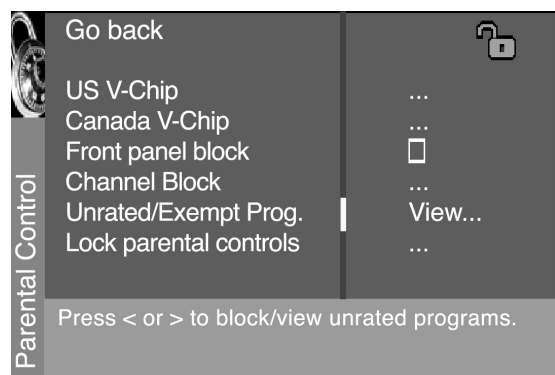 Go back
US V-Chip ...
Canada V-Chip ...
Front panel block
Channel Block ...
Unrated/Exempt Prog. View...
Lock parental controls ...
Parental Control
Press < or > to block/view unrated programs.